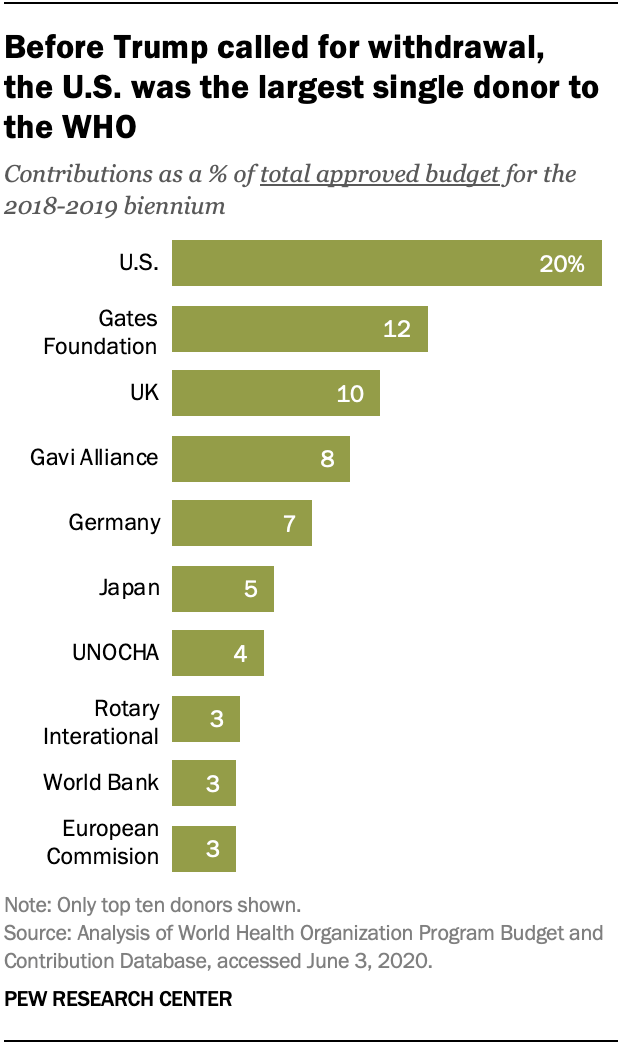 Before Trump called for withdrawal,
the U.S. was the largest single donor to
the WHO
Contributions as a % of total approved budget for the
2018-2019 biennium
U.S.
20%
Gates
Foundation
12
UK
10
Gavi Alliance
8
Germany
7
Japan
5
UNOCHA
4
Rotary
Interational
3
World Bank
3
European
Commision
3
Note: Only top ten donors shown.
Source: Analysis of World Health Organization Program Budget and
Contribution Database, accessed June 3, 2020.
PEW RESEARCH CENTER